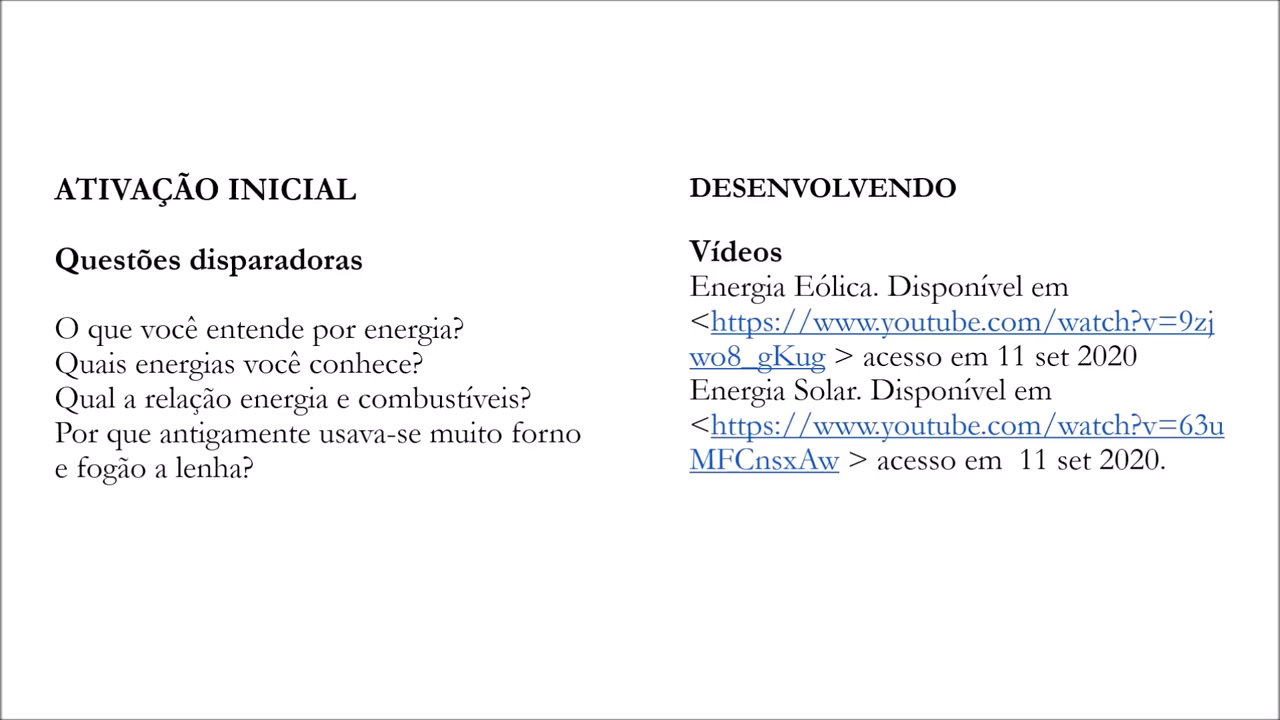 ATIVAÇÃO INICIAL
Questões disparadoras
O que você entende por energia?
Quais energias você conhece?
Qual a relação energia e combustíveis?
Por que antigamente usava-se muito forno
e fogão a lenha?
DESENVOLVENDO
Vídeos
Energia Eólica. Disponível em
<https://www.youtube.com/watch?v=9zj
wo8_gKug > acesso em 11 set 2020
Energia Solar. Disponível em
<https://www.youtube.com/watch?v=63u
MFCnsxAw > acesso em  11 set 2020.